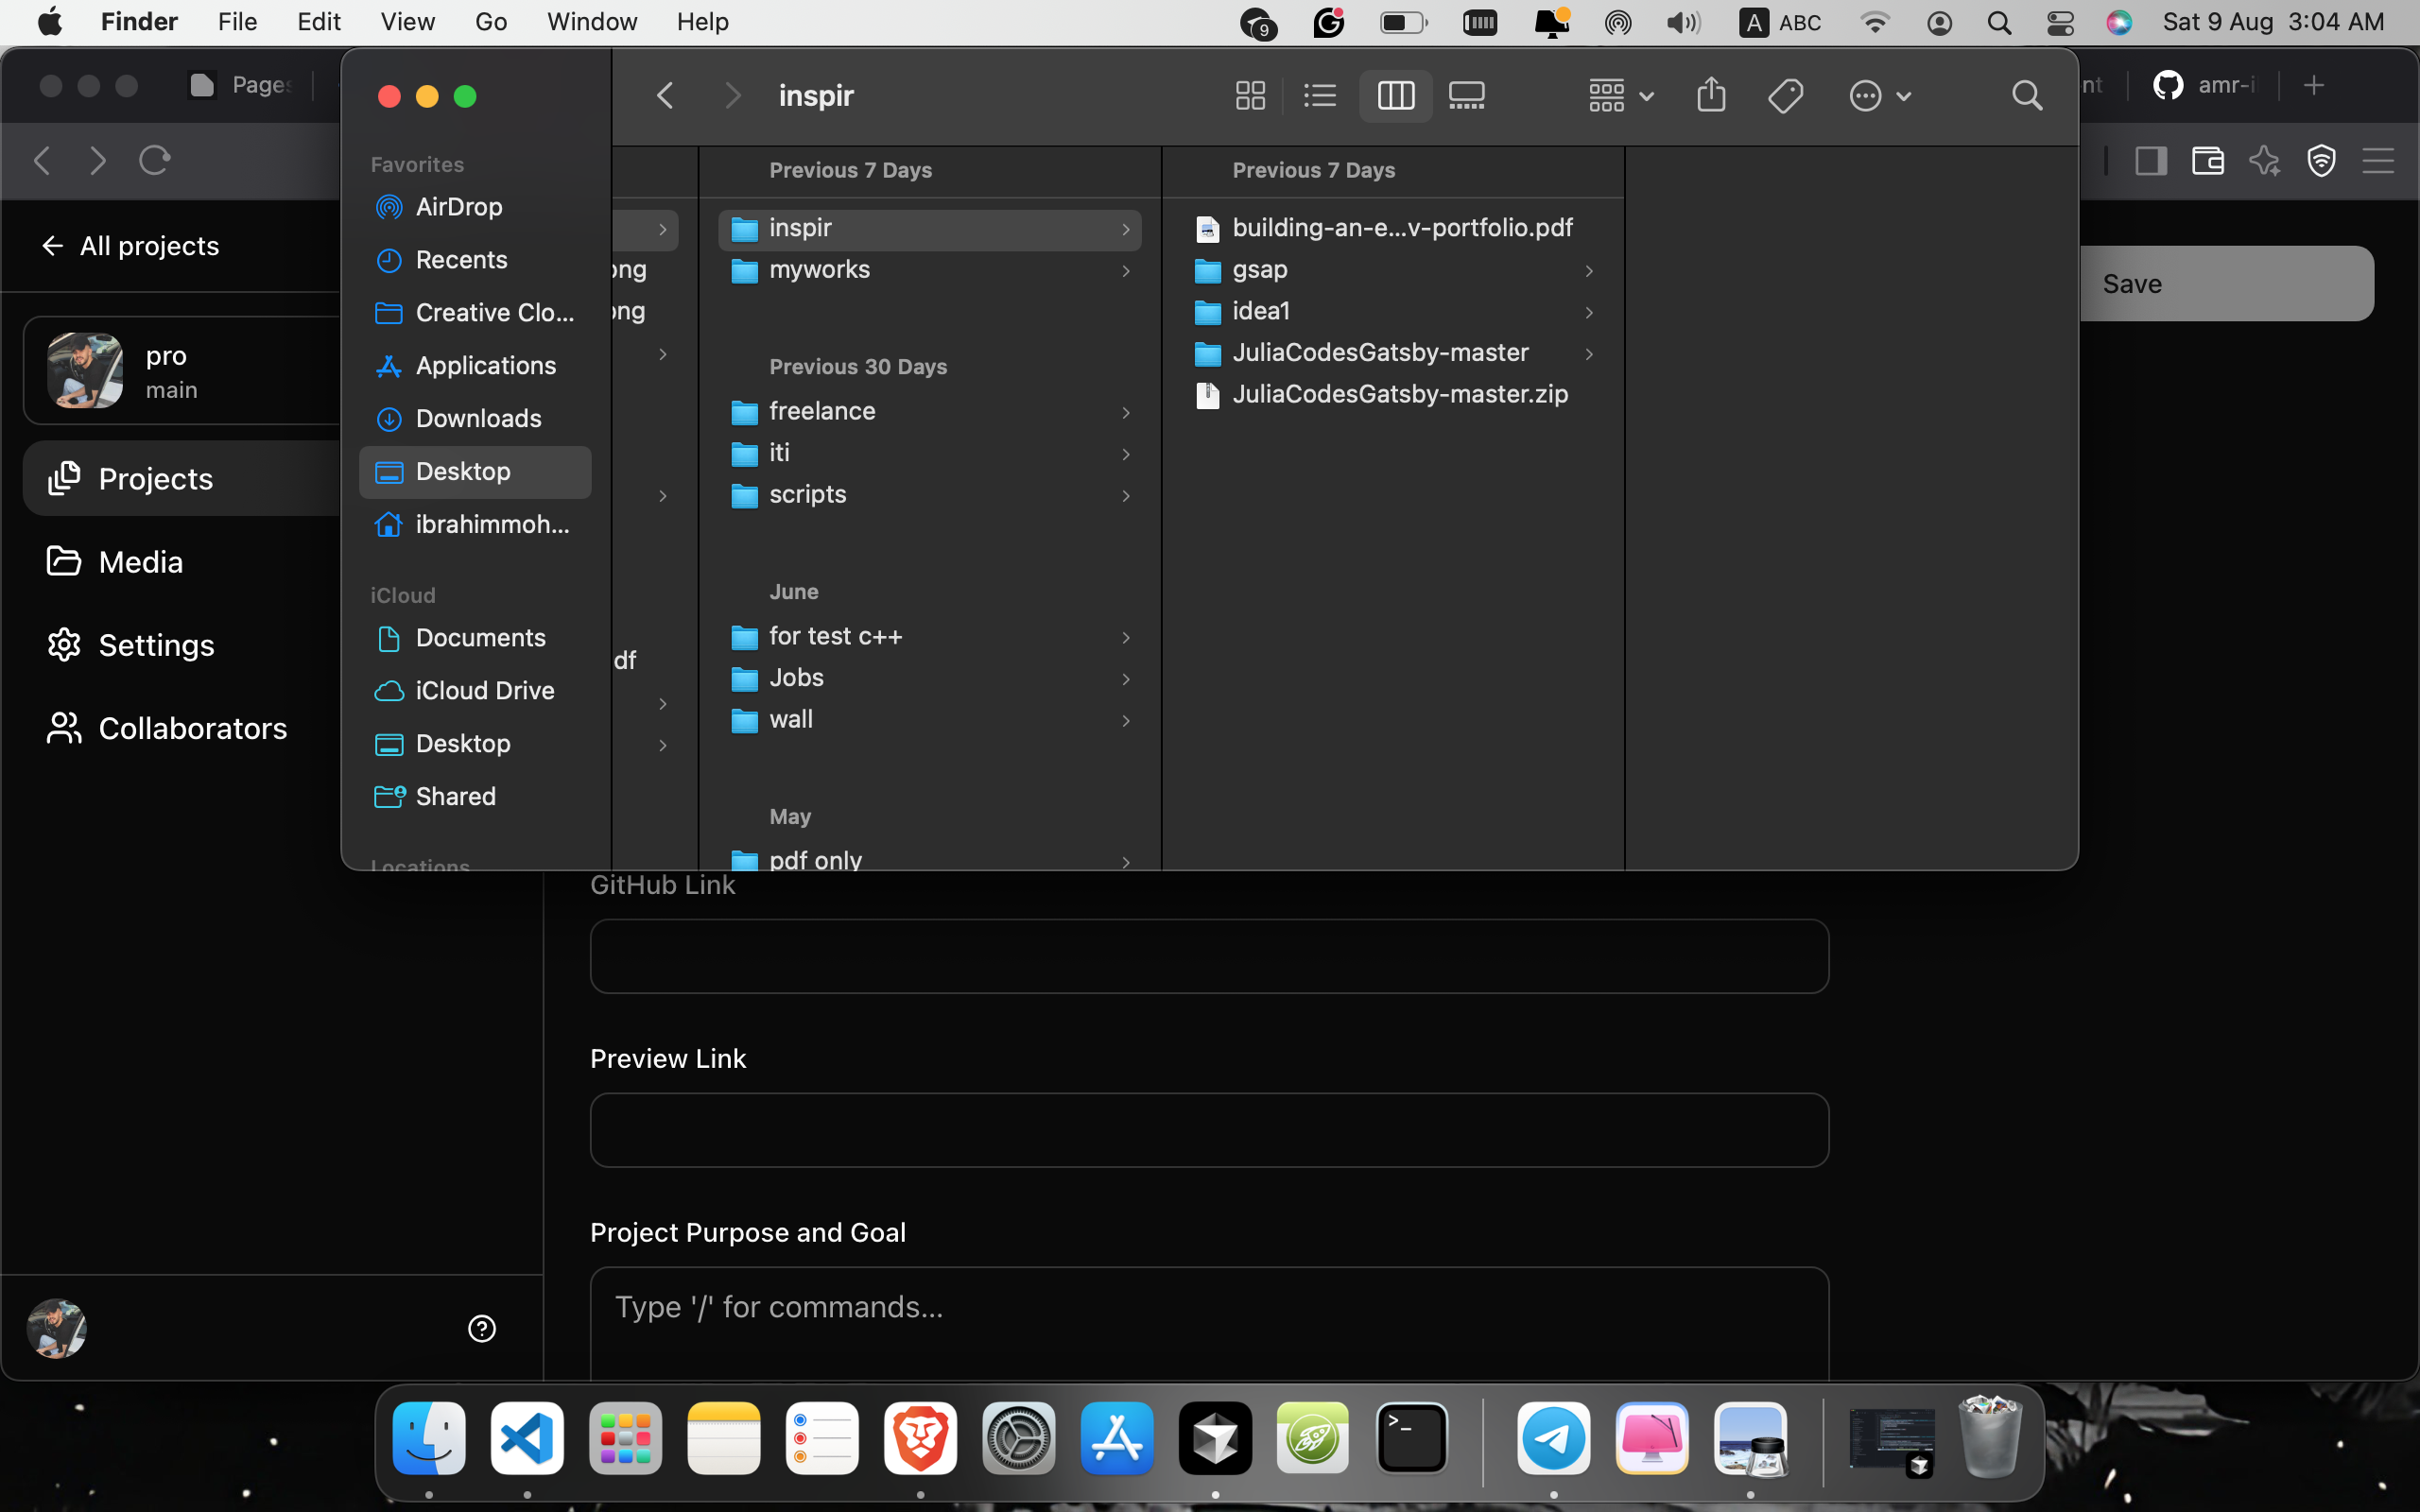 Finder File Edit View Go Window Help
9
A ABC
Sat 9 Aug 3:04 AM
Pages
inspir
nt
amr-i
All projects
Save
pro
main
Projects
Media
Settings
Collaborators
Favorites
AirDrop
Recents
Creative Clo...
Applications
Downloads
Desktop
ibrahimmoh...
iCloud
Documents
iCloud Drive
Desktop
Shared
Locations
ong
ong
df
Previous 7 Days
inspir
myworks
Previous 30 Days
freelance
iti
scripts
June
for test c++
Jobs
wall
May
pdf only
Previous 7 Days
building-an-e...v-portfolio.pdf
gsap
idea1
JuliaCodesGatsby-master
JuliaCodesGatsby-master.zip
GitHub Link
Preview Link
Project Purpose and Goal
Type '/' for commands...